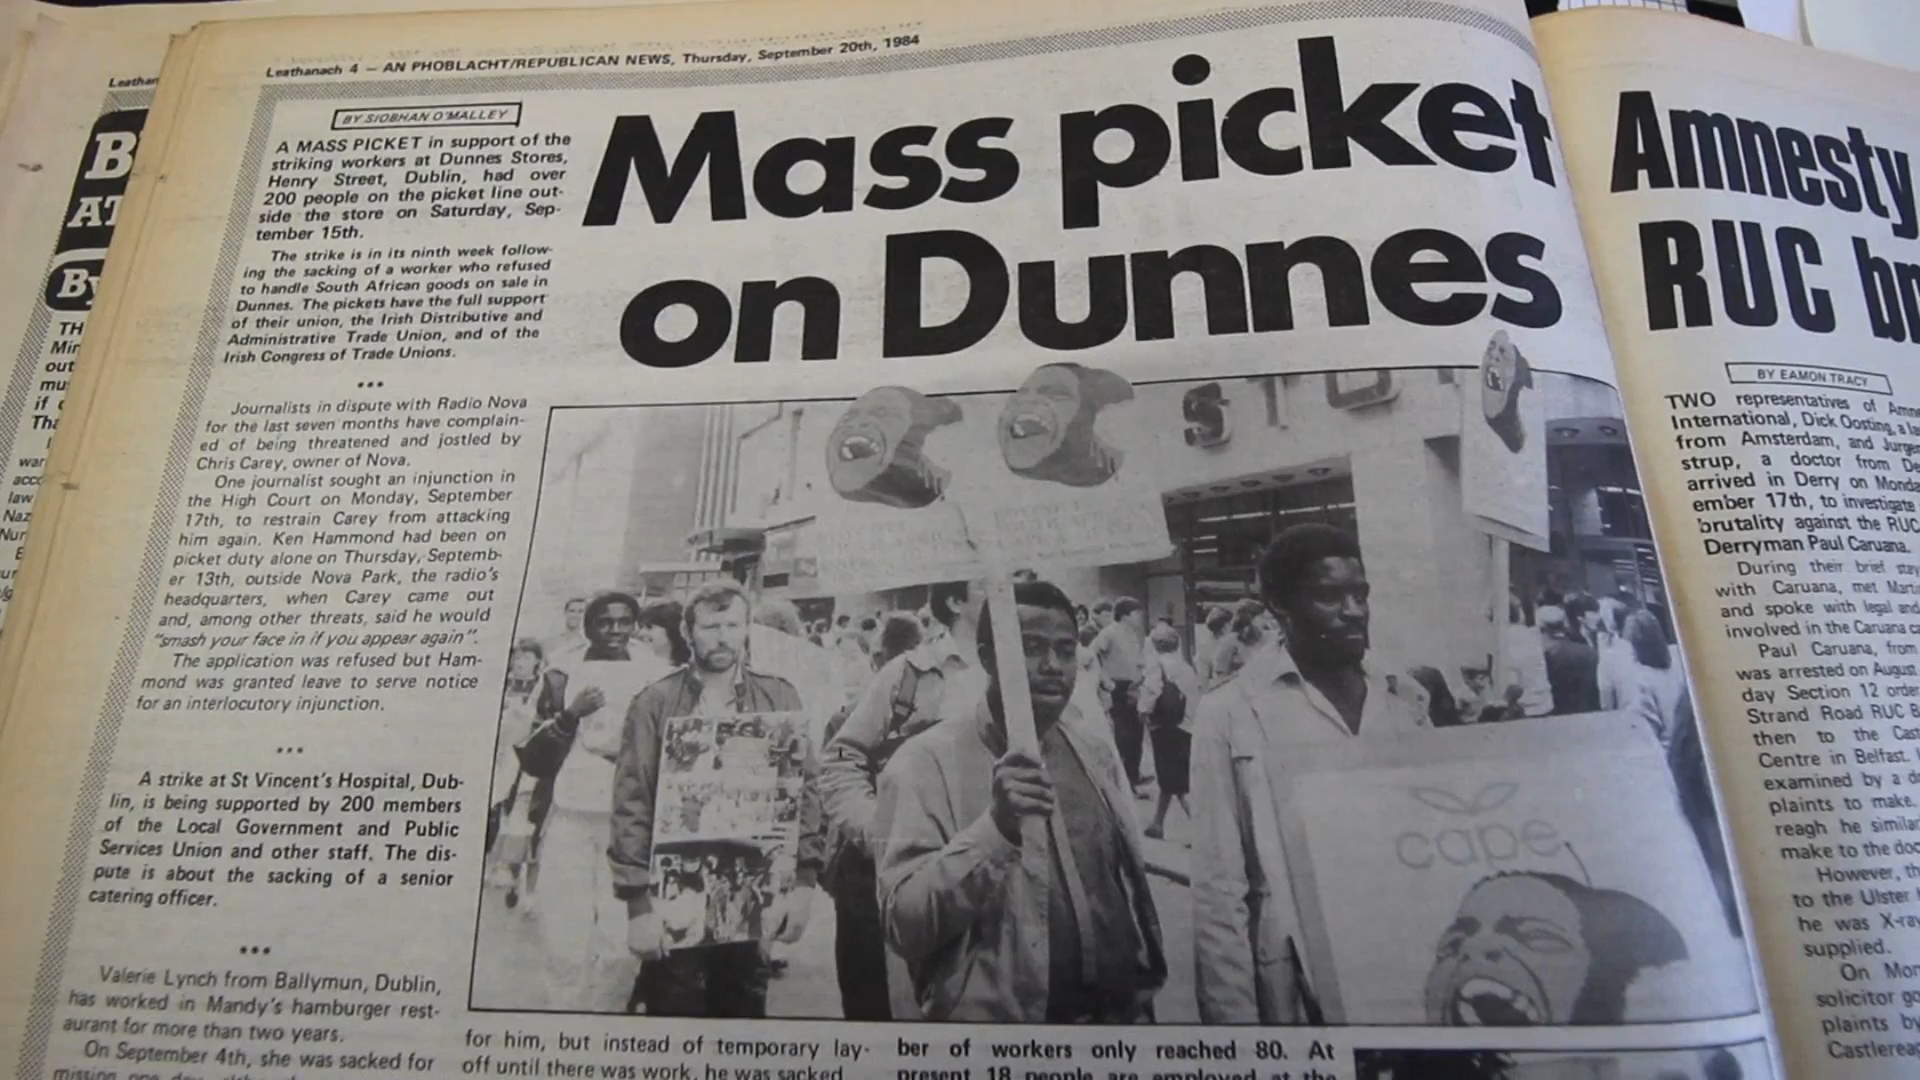 Leathanach 4 — AN PHOBLACHT/REPUBLICAN NEWS, Thursday, September 20th, 1984
Mass picket
on Dunnes
BY SIOBHAN O'MALLEY
A MASS PICKET in support of the
striking workers at Dunnes Stores,
Henry Street, Dublin, had over
200 people on the picket line out-
side the store on Saturday, Sep-
tember 15th.
The strike is in its ninth week follow-
ing the sacking of a worker who refused
to handle South African goods on sale in
Dunnes. The pickets have the full support
of their union, the Irish Distributive and
Administrative Trade Union, and of the
Irish Congress of Trade Unions.
•••
Journalists in dispute with Radio Nova
for the last seven months have complain-
ed of being threatened and jostled by
Chris Carey, owner of Nova.
One journalist sought an injunction in
the High Court on Monday, September
17th, to restrain Carey from attacking
him again. Ken Hammond had been on
picket duty alone on Thursday, Septemb-
er 13th, outside Nova Park, the radio's
headquarters, when Carey came out
and, among other threats, said he would
"smash your face in if you appear again".
The application was refused but Ham-
mond was granted leave to serve notice
for an interlocutory injunction.
•••
A strike at St Vincent's Hospital, Dub-
lin, is being supported by 200 members
of the Local Government and Public
Services Union and other staff. The dis-
pute is about the sacking of a senior
catering officer.
•••
Valerie Lynch from Ballymun, Dublin,
has worked in Mandy's hamburger rest-
aurant for more than two years.
On September 4th, she was sacked for
missing one day
for him, but instead of temporary lay-
off until there was work, he was sacked
ber of workers only reached 80. At
present 18 people are employed at the
STO
cape
Amnesty
RUC
BY EAMON TRACY
TWO representatives of
International, Dick Oosting,
from Amsterdam, and
strup, a doctor from
arrived in Derry on
ember 17th, to investigate
brutality against the RUC
Derryman Paul Caruana.
During their brief stay
with Caruana, met
and spoke with legal and
involved in the Caruana
Paul Caruana, from
was arrested on August
day Section 12 order
Strand Road RUC
then to the
Centre in Belfast.
examined by a
plaints to make.
reagh he
make to the
However,
to the Ulster
he was X-ray
supplied.
On
solicitor
plaints by
Castlereagh